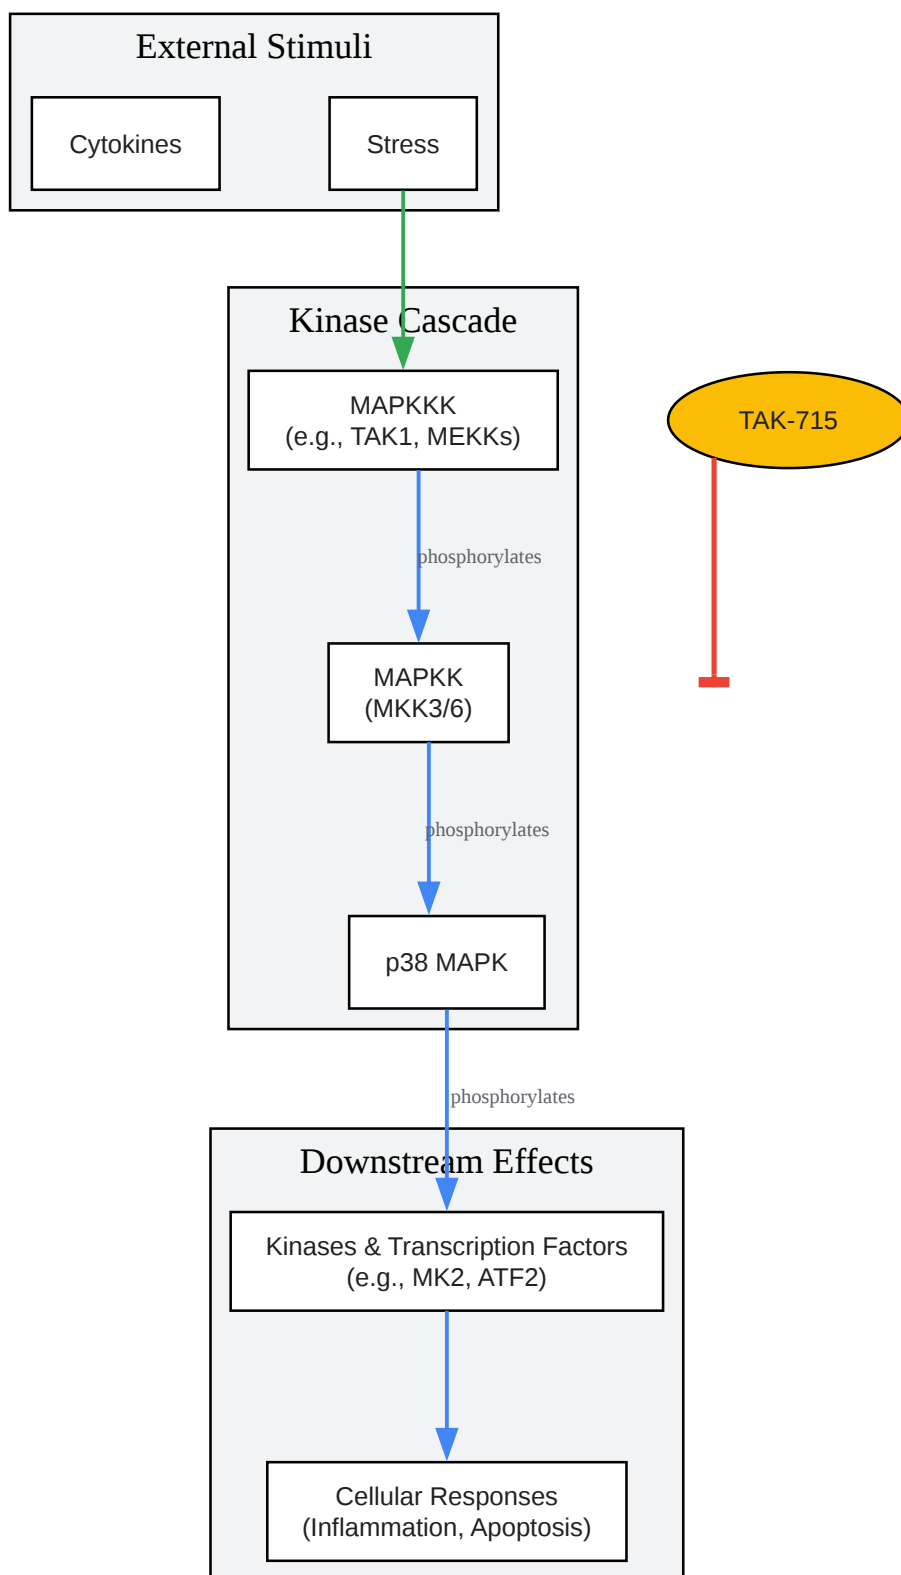 External Stimuli
Cytokines
Stress
Kinase Cascade
MAPKKK
(e.g., TAK1, MEKKs)
TAK-715
phosphorylates
MAPKK
(MKK3/6)
phosphorylates
p38 MAPK
phosphorylates
Downstream Effects
Kinases & Transcription Factors
(e.g., MK2, ATF2)
Cellular Responses
(Inflammation, Apoptosis)